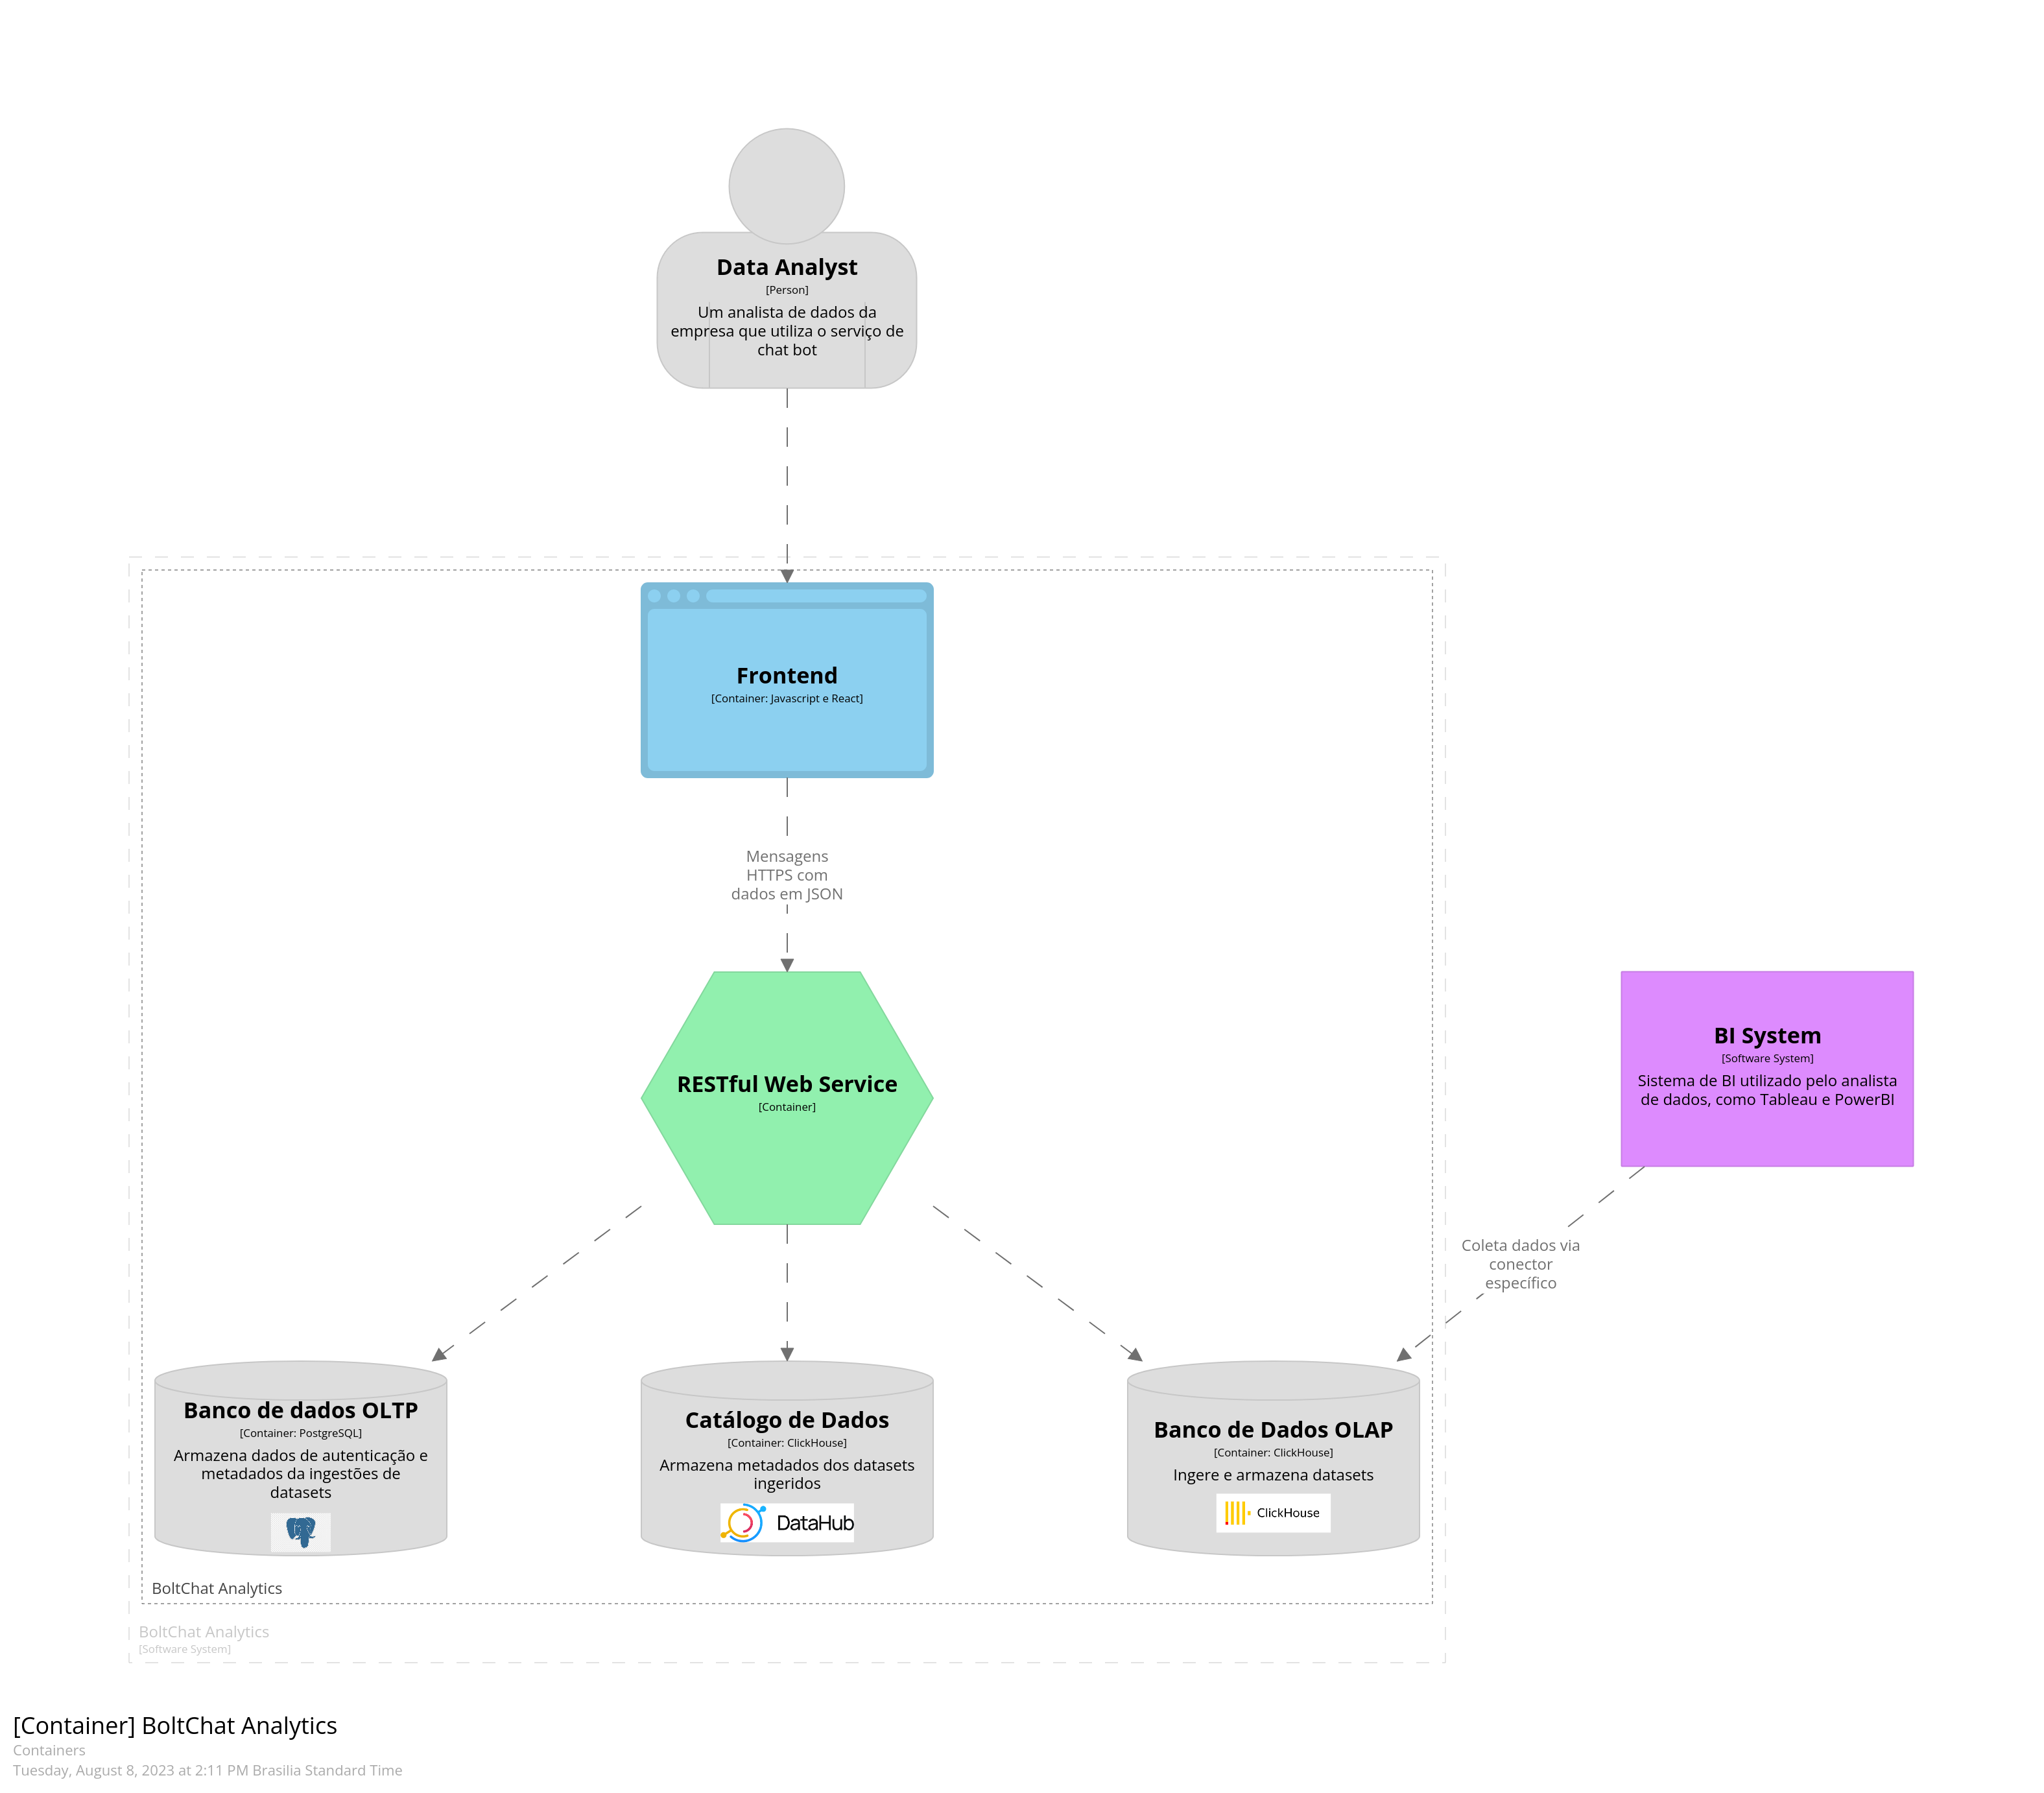 Data Analyst
[Person]
Um analista de dados da
empresa que utiliza o serviço de
chat bot
Frontend
[Container: Javascript e React]
Mensagens
HTTPS com
dados em JSON
RESTful Web Service
[Container]
BI System
[Software System]
Sistema de BI utilizado pelo analista
de dados, como Tableau e PowerBI
Coleta dados via
conector
específico
Banco de dados OLTP
[Container: PostgreSQL]
Armazena dados de autenticação e
metadados da ingestões de
datasets
Catálogo de Dados
[Container: ClickHouse]
Armazena metadados dos datasets
ingeridos
DataHub
Banco de Dados OLAP
[Container: ClickHouse]
Ingere e armazena datasets
ClickHouse
BoltChat Analytics
BoltChat Analytics
[Software System]
[Container] BoltChat Analytics
Containers
Tuesday, August 8, 2023 at 2:11 PM Brasilia Standard Time